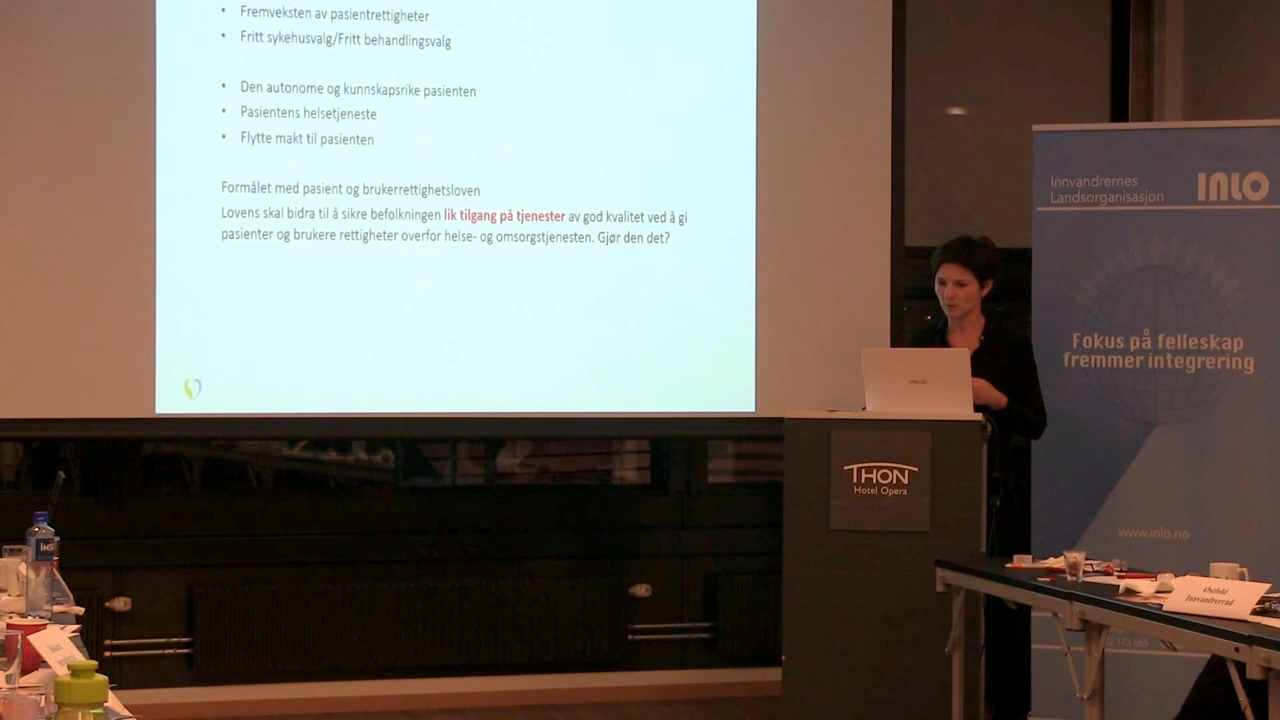 • Fremveksten av pasientrettigheter
• Fritt sykehusvalg/Fritt behandlingsvalg
• Den autonome og kunnskapsrike pasienten
• Pasientens helsetjeneste
• Flytte makt til pasienten
Formålet med pasient og brukerrettighetsloven
Lovens skal bidra til å sikre befolkningen lik tilgang på tjenester av god kvalitet ved å gi
pasienter og brukere rettigheter overfor helse- og omsorgstjenesten. Gjør den det?
Innvandrernes
Landsorganisasjon
INLO
Fokus på felleskap
fremmer integrering
www.inlo.no
ASUS
THON
Hotel Opera
Østfold
Innvandrerråd